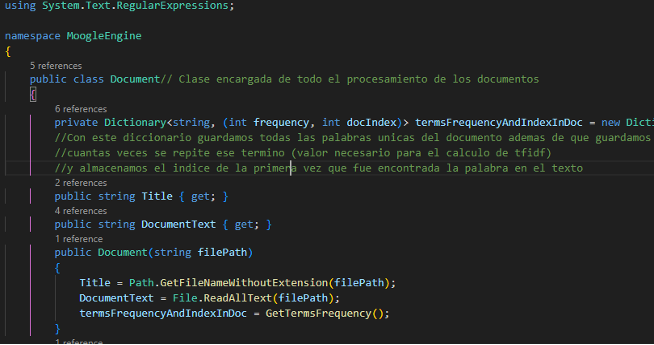 using System.Text.RegularExpressions;
namespace MoogleEngine
{
5 references
public class Document// Clase encargada de todo el procesamiento de los documentos
{
6 references
private Dictionary<string, (int frequency, int docIndex)> termsFrequencyAndIndexInDoc = new Dict
//Con este diccionario guardamos todas las palabras unicas del documento ademas de que guardamos
//cuantas veces se repite ese termino (valor necesario para el calculo de tfidf)
//y almacenamos el indice de la primera vez que fue encontrada la palabra en el texto
2 references
public string Title { get; }
4 references
public string DocumentText { get; }
1 reference
public Document(string filePath)
{
Title = Path.GetFileNameWithoutExtension(filePath);
DocumentText = File.ReadAllText(filePath);
termsFrequencyAndIndexInDoc = GetTermsFrequency();
}
1 reference